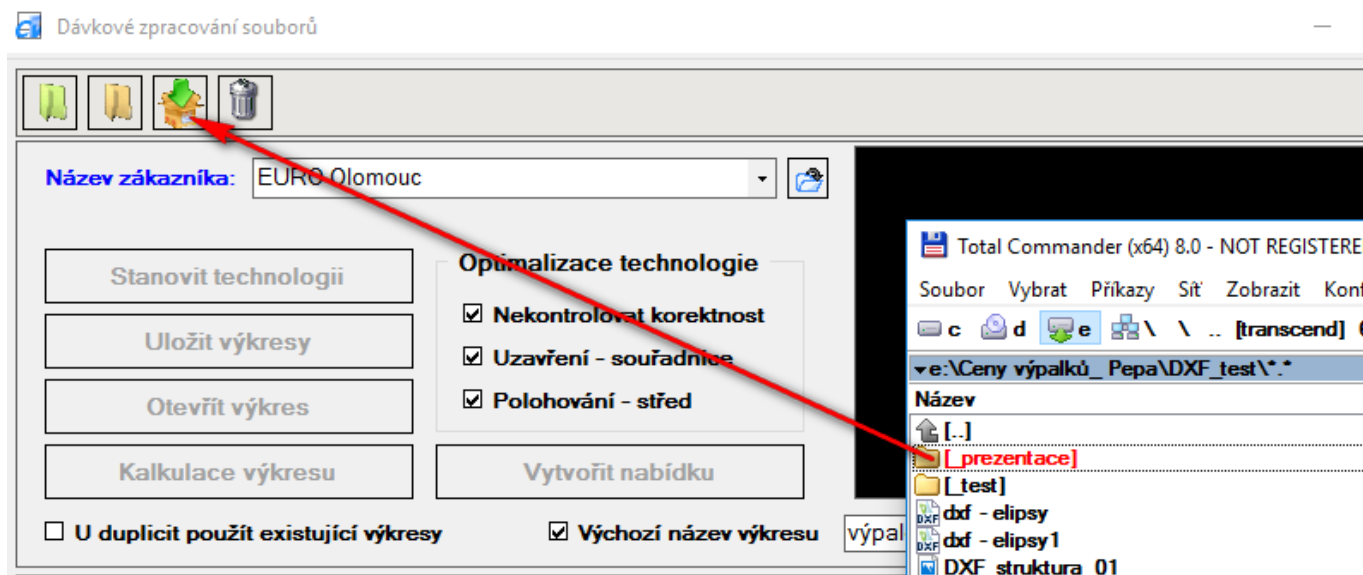 Dávkové zpracování souborů
Název zákazníka: EURO Olomouc
Stanovit technologii
Uložit výkresy
Otevřít výkres
Kalkulace výkresu
Optimalizace technologie
Nekontrolovat korektnost
Uzavření - souřadnice
Polohování - střed
Vytvořit nabídku
U duplicit použít existující výkresy
Výchozí název výkresu
výpal
Total Commander (x64) 8.0 - NOT REGISTERE
Soubor Vybrat Příkazy Síť Zobrazit Konf
c d e \ \ .. [transcend]
e:\Ceny výpalků_ Pepa\DXF_test\*.*
Název
[..]
[_prezentace]
[_test]
dxf - elipsy
dxf - elipsy1
DXF_struktura_01